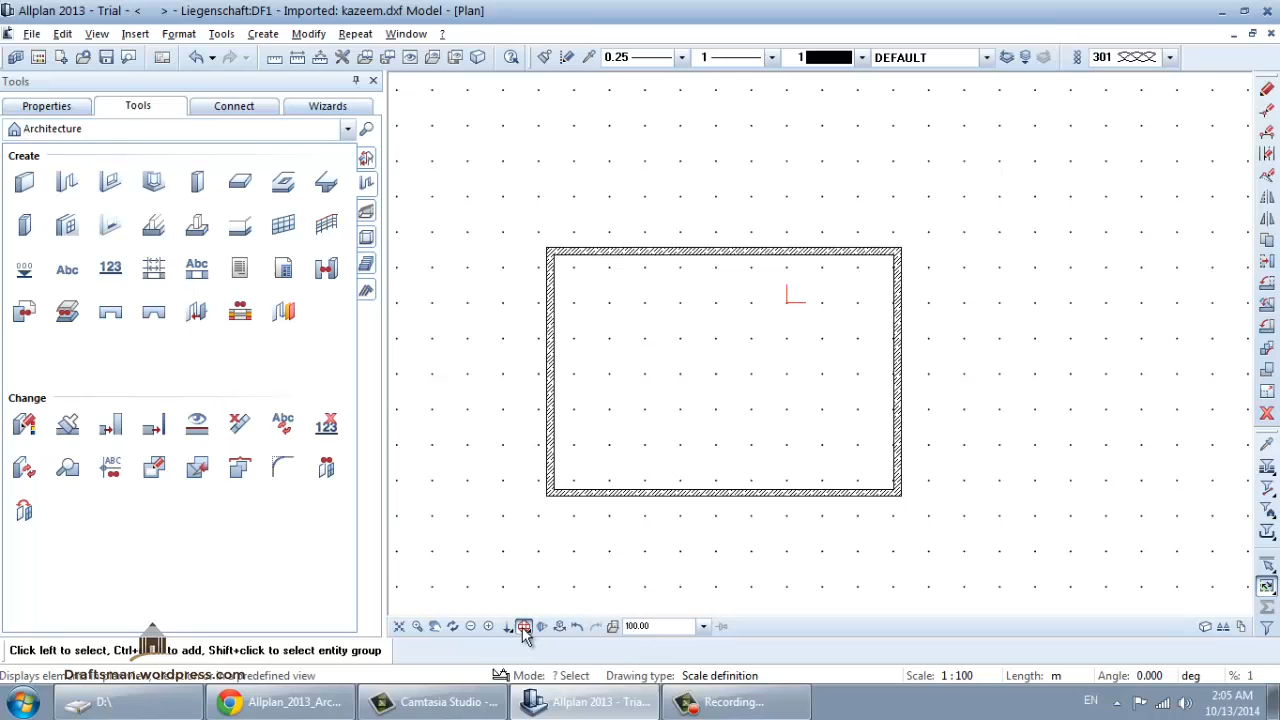 Allplan 2013 - Trial - <     > - Liegenschaft:DF1 - Imported: kazeem.dxf Model - [Plan]
File Edit View Insert Format Tools Create Modify Repeat Window ?
0.25 1 1 DEFAULT 301
Tools
Properties Tools Connect Wizards
Architecture
Create
Abc 123 Abc
Change
Abc 123
ABC
100.00
Click left to select, Ctrl+ to add, Shift+click to select entity group
Draftsman.wordpress.com
Mode: ? Select Drawing type: Scale definition Scale: 1 : 100 Length: m Angle: 0.000 deg %: 1
D:\ Allplan_2013_Arc... Camtasia Studio - ... Allplan 2013 - Tria... Recording... EN 2:05 AM
10/13/2014